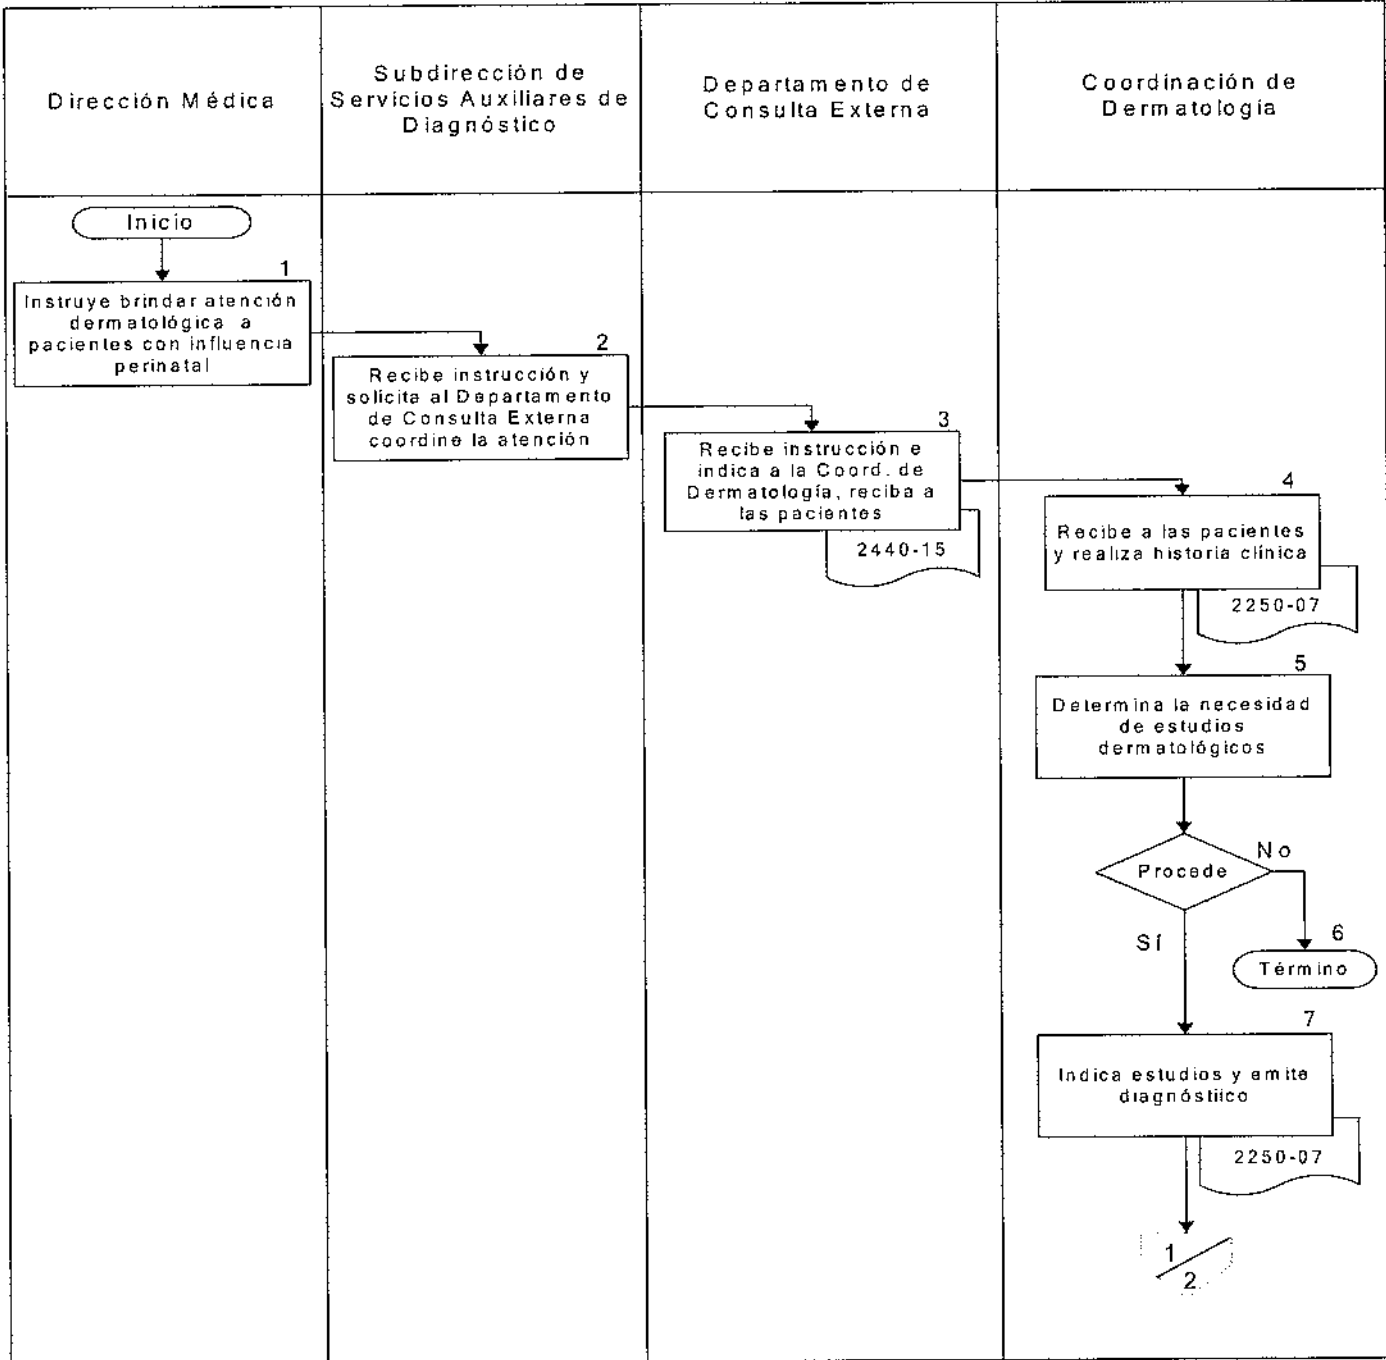 Dirección Médica
Subdirección de
Servicios Auxiliares de
Diagnóstico
Departamento de
Consulta Externa
Coordinación de
Dermatología
Inicio
1
Instruye brindar atención
dermatológica a
pacientes con influencia
perinatal
2
Recibe instrucción y
solicita al Departamento
de Consulta Externa
coordine la atención
3
Recibe instrucción e
indica a la Coord. de
Dermatología, reciba a
las pacientes
2440-15
4
Recibe a las pacientes
y realiza historia clínica
2250-07
5
Determina la necesidad
de estudios
dermatológicos
Procede
No
Sí
6
Término
7
Indica estudios y emite
diagnóstiico
2250-07
1
2